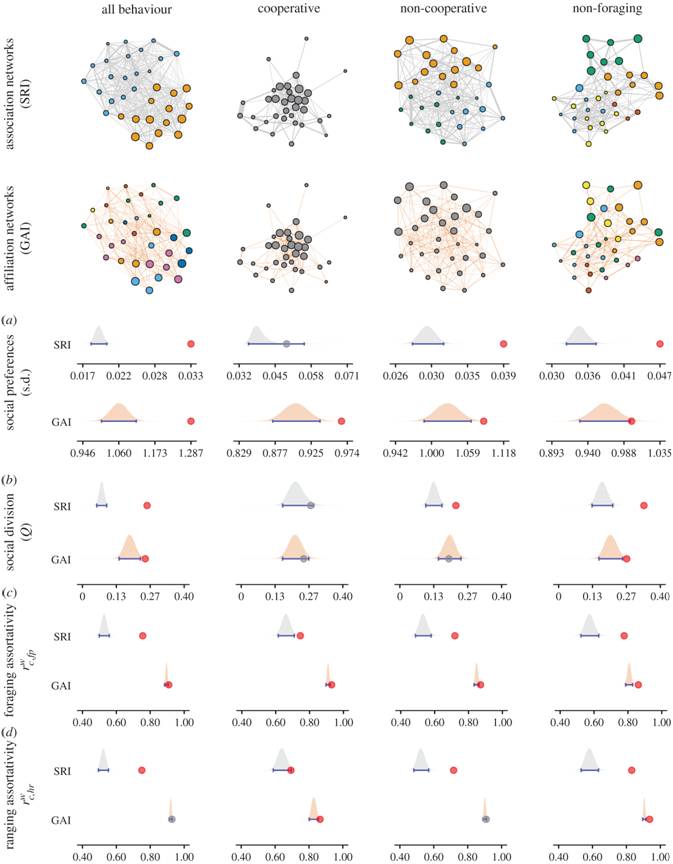 all behaviour cooperative non-cooperative non-foraging
association networks
(SRI)
affiliation networks
(GAI)
(a)
social preferences
(s.d.)
SRI
0.017 0.022 0.028 0.033 0.032 0.045 0.058 0.071 0.026 0.030 0.035 0.039 0.030 0.036 0.041 0.047
GAI
0.946 1.060 1.173 1.287 0.829 0.877 0.925 0.974 0.942 1.000 1.059 1.118 0.893 0.940 0.988 1.035
(b)
social division
(Q)
SRI
GAI
0 0.13 0.27 0.40 0 0.13 0.27 0.40 0 0.13 0.27 0.40 0 0.13 0.27 0.40
(c)
foraging assortativity
r^w_c,fp
SRI
GAI
0.40 0.60 0.80 1.00 0.40 0.60 0.80 1.00 0.40 0.60 0.80 1.00 0.40 0.60 0.80 1.00
(d)
ranging assortativity
r^w_c,hr
SRI
GAI
0.40 0.60 0.80 1.00 0.40 0.60 0.80 1.00 0.40 0.60 0.80 1.00 0.40 0.60 0.80 1.00